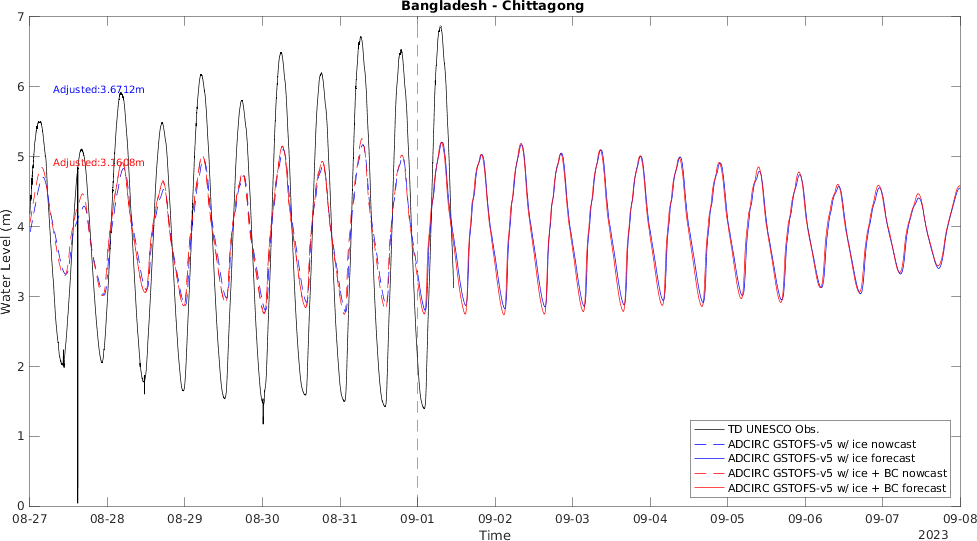 Bangladesh - Chittagong
7
6
5
4
3
2
1
0
Water Level (m)
Adjusted:3.6712m
Adjusted:3.1608m
TD UNESCO Obs.
ADCIRC GSTOFS-v5 w/ ice nowcast
ADCIRC GSTOFS-v5 w/ ice forecast
ADCIRC GSTOFS-v5 w/ ice + BC nowcast
ADCIRC GSTOFS-v5 w/ ice + BC forecast
08-27 08-28 08-29 08-30 08-31 09-01 09-02 09-03 09-04 09-05 09-06 09-07 09-08
Time
2023